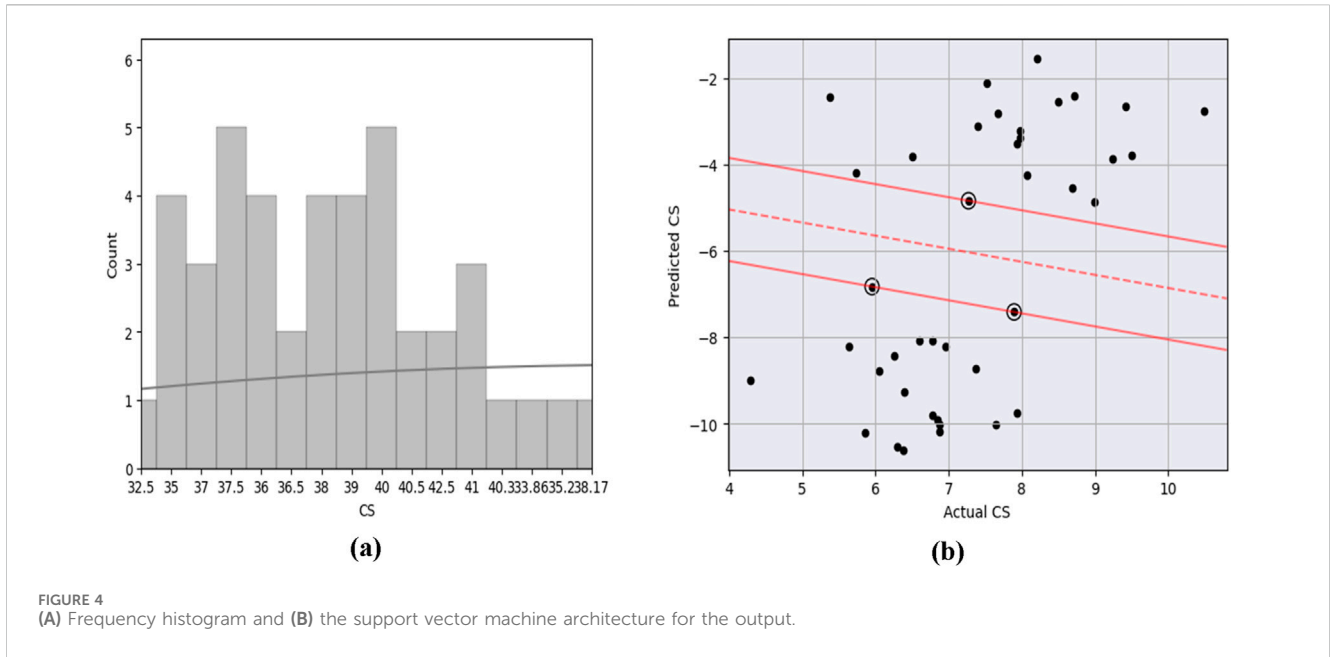 6
5
4
3
2
1
0
Count
32.5 35 37 37.5 36 36.5 38 39 40 40.5 42.5 41 40.333.8635.238.17
CS
(a)
−2
−4
−6
−8
−10
Predicted CS
4 5 6 7 8 9 10
Actual CS
(b)
FIGURE 4
(A) Frequency histogram and (B) the support vector machine architecture for the output.